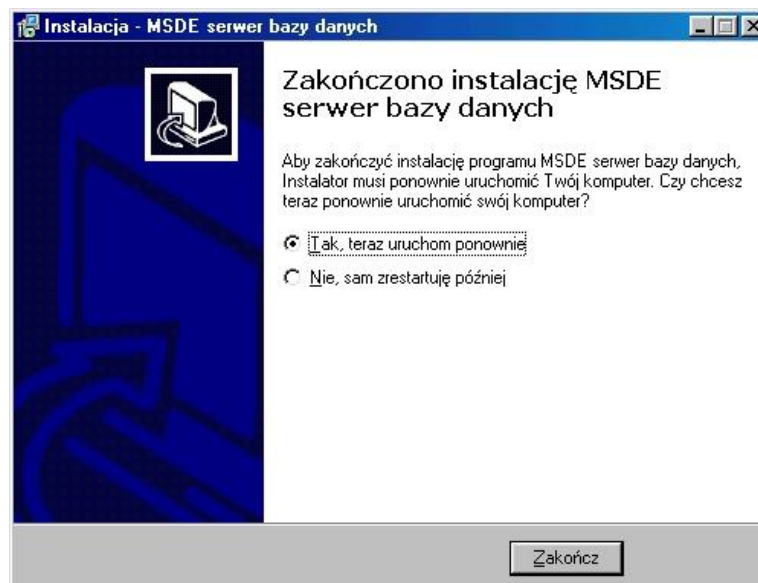 Instalacja - MSDE serwer bazy danych
Zakończono instalację MSDE
serwer bazy danych
Aby zakończyć instalację programu MSDE serwer bazy danych,
Instalator musi ponownie uruchomić Twój komputer. Czy chcesz
teraz ponownie uruchomić swój komputer?
Tak, teraz uruchom ponownie
Nie, sam zrestartuję później
Zakończ